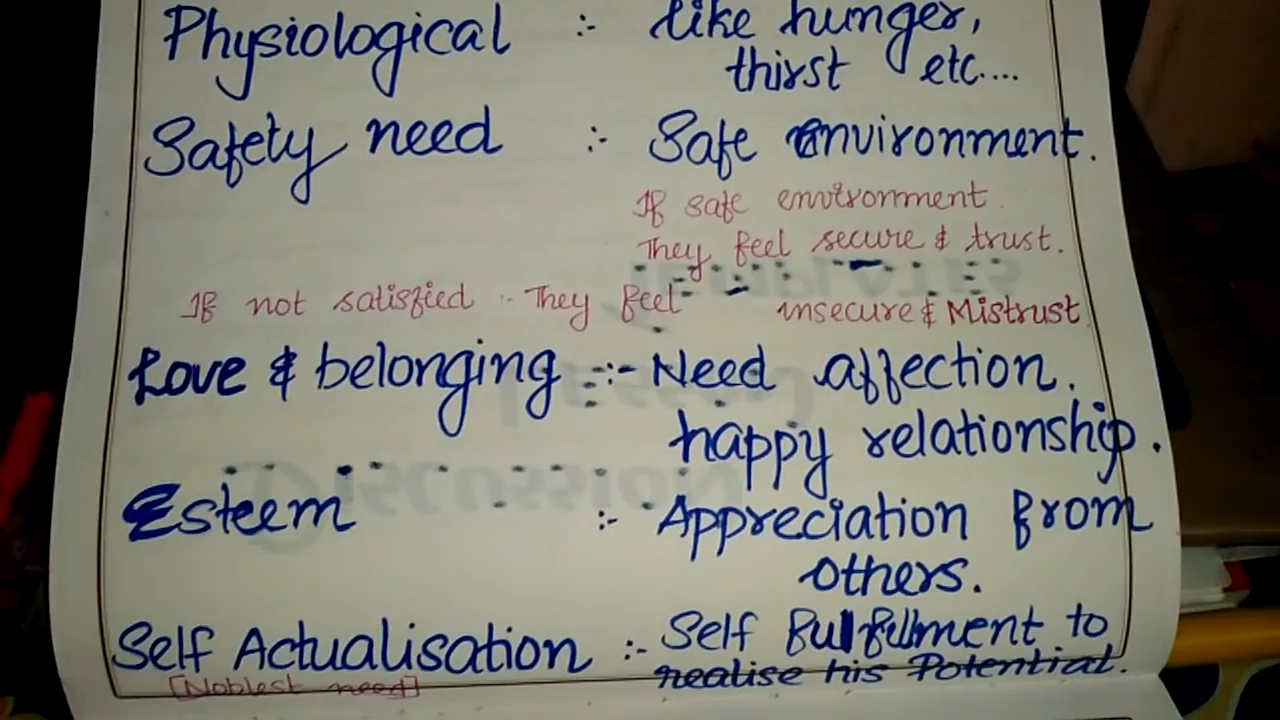 Physiological :- like hunger,
thirst etc....
Safety need :- Safe environment.
If safe environment.
They feel secure & trust.
If not satisfied :- They feel insecure & Mistrust
Love & belonging :- Need affection.
happy relationship.
Esteem :- Appreciation from
others.
Self Actualisation :- Self fulfillment to
[Noblest need] realise his Potential.